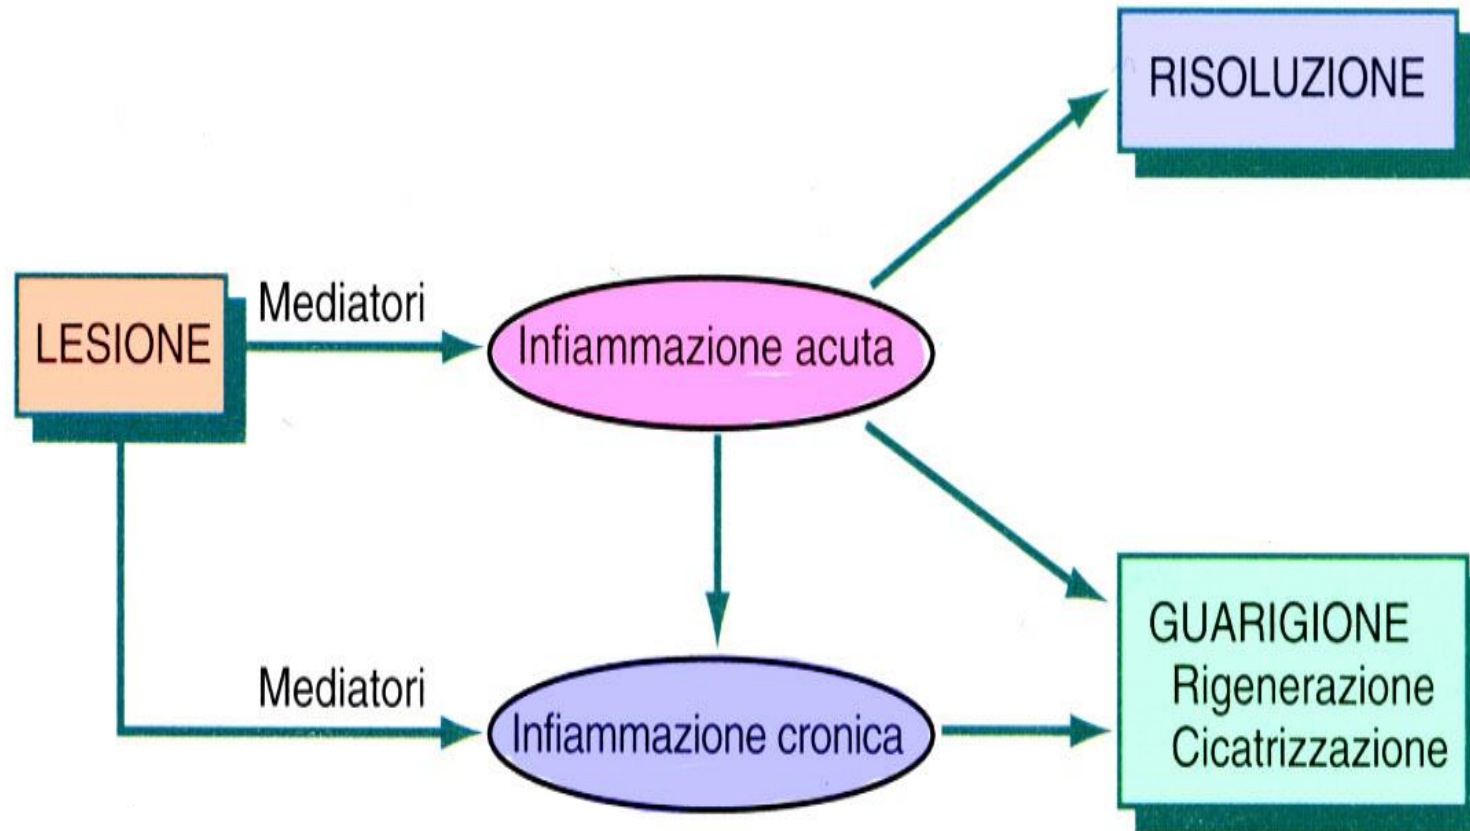 RISOLUZIONE
Mediatori
LESIONE
Infiammazione acuta
GUARIGIONE
Rigenerazione
Cicatrizzazione
Mediatori
Infiammazione cronica